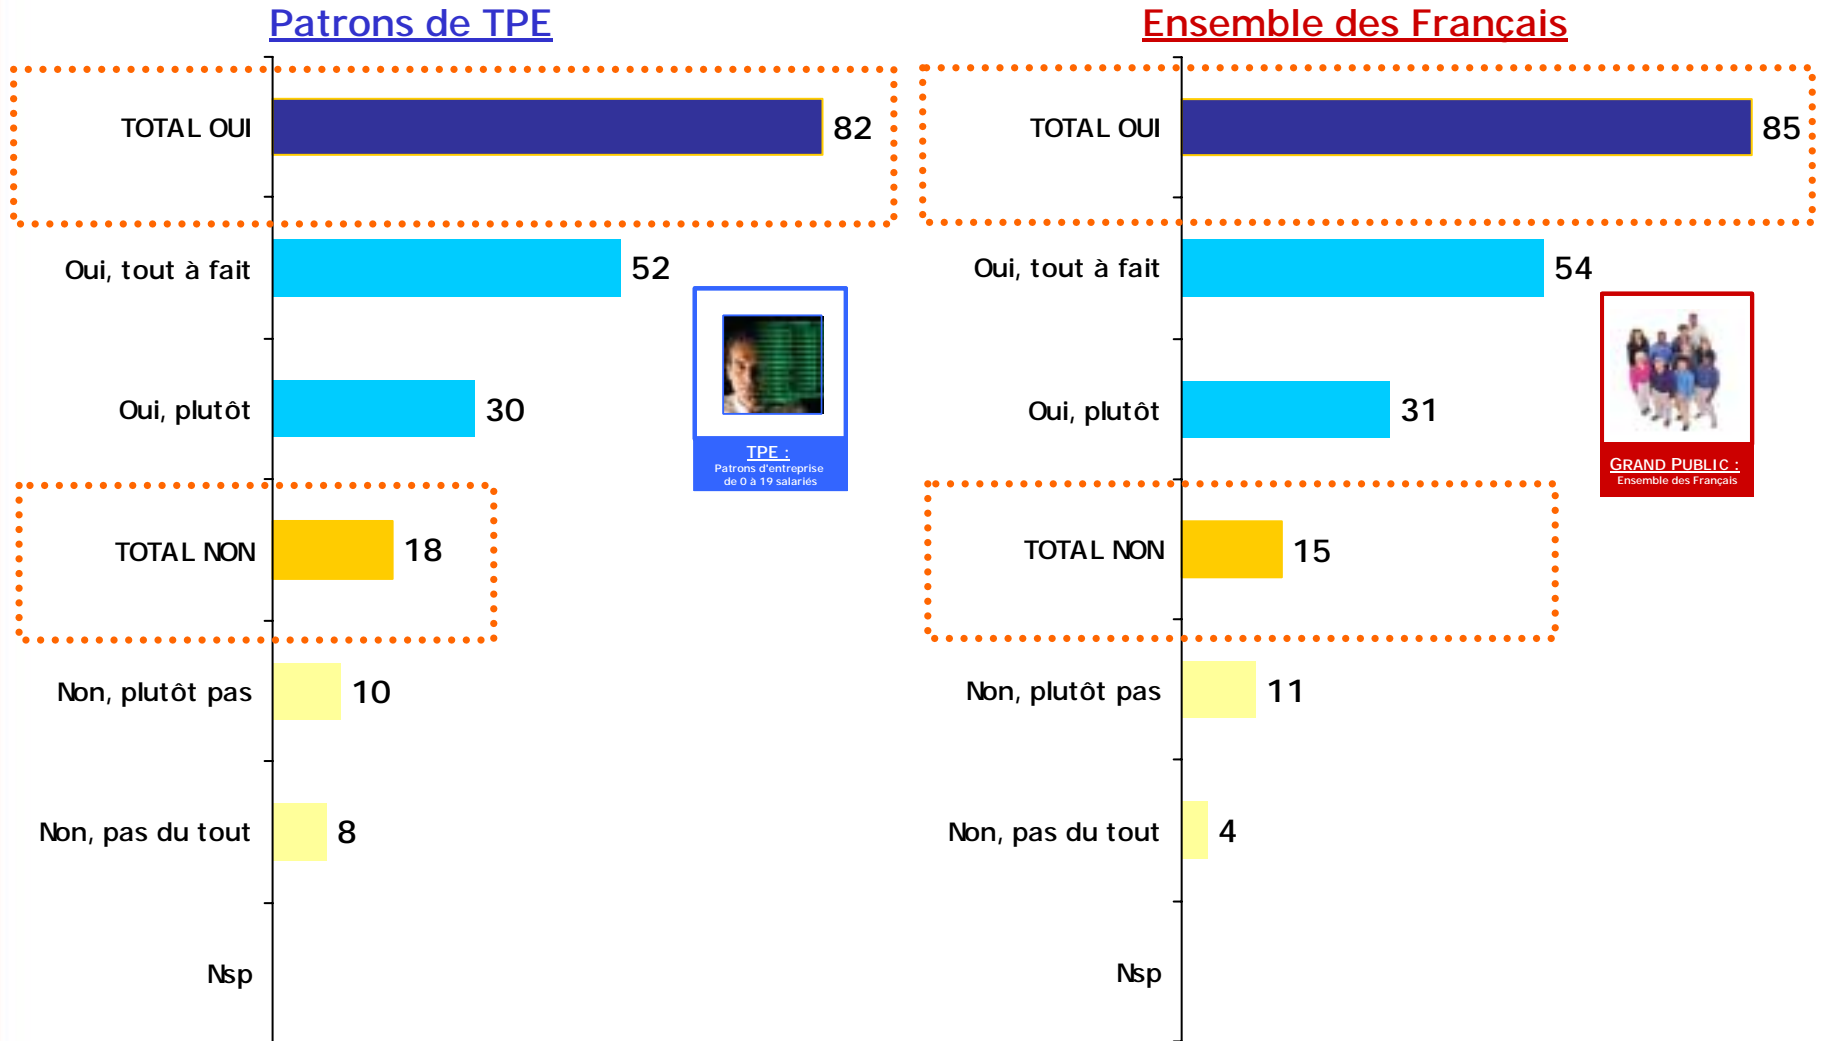 Patrons de TPE
TOTAL OUI 82
Oui, tout à fait 52
Oui, plutôt 30
TPE :
Patrons d'entreprise
de 0 à 19 salariés
TOTAL NON 18
Non, plutôt pas 10
Non, pas du tout 8
Nsp
Ensemble des Français
TOTAL OUI 85
Oui, tout à fait 54
Oui, plutôt 31
GRAND PUBLIC :
Ensemble des Français
TOTAL NON 15
Non, plutôt pas 11
Non, pas du tout 4
Nsp